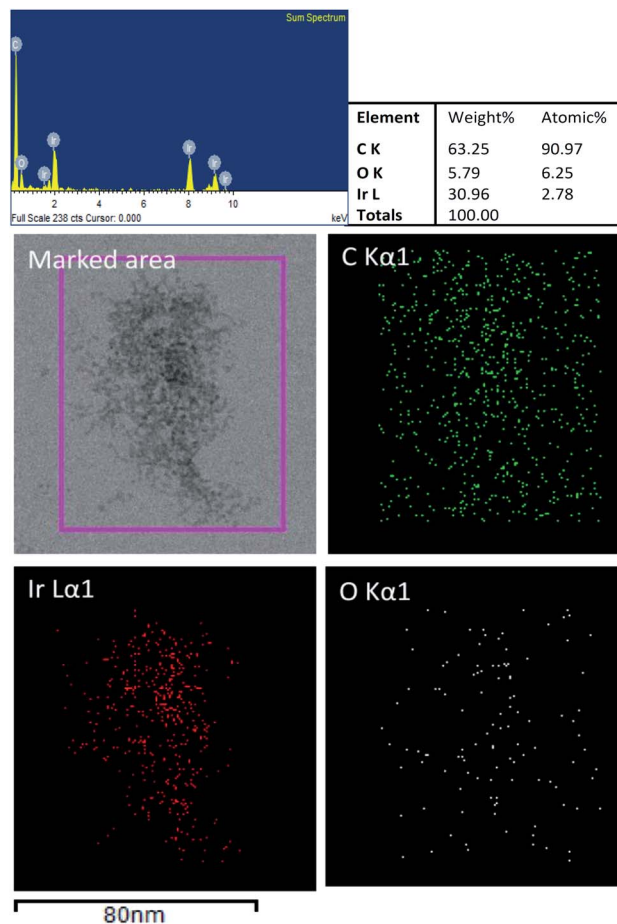 Sum Spectrum
C
O
Ir
Ir
Ir
Ir
Ir
2 4 6 8 10
Full Scale 238 cts Cursor: 0.000 keV
Element Weight% Atomic%
C K 63.25 90.97
O K 5.79 6.25
Ir L 30.96 2.78
Totals 100.00
Marked area
C Kα1
Ir Lα1
O Kα1
80nm